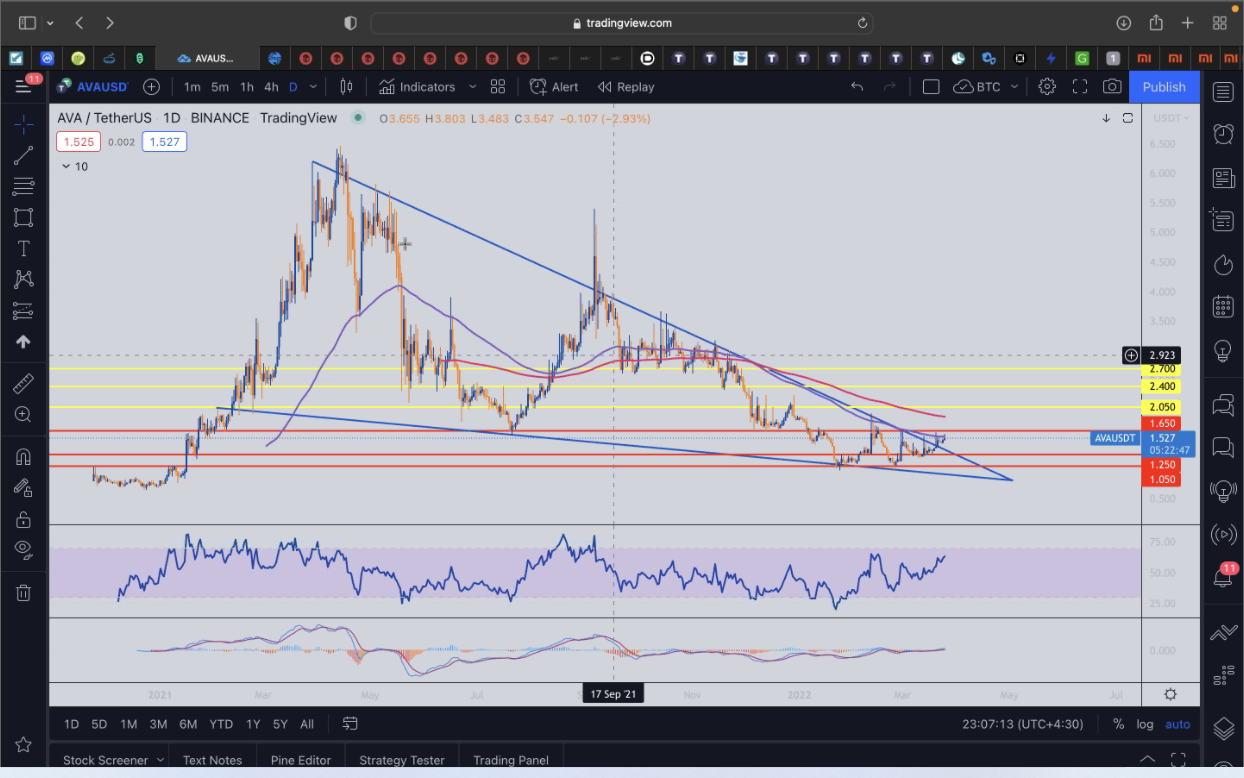 tradingview.com
AVAUS...
T T T T T T T G 1
11 AVAUSD 1m 5m 1h 4h D Indicators Alert Replay BTC Publish
AVA / TetherUS 1D BINANCE TradingView O3.655 H3.803 L3.483 C3.547 −0.107 (−2.93%) USDT
1.525 0.002 1.527
10
6.500
6.000
5.500
5.000
4.500
4.000
3.500
2.923
2.700
2.400
2.050
1.650
AVAUSDT 1.527
05:22:47
1.250
1.050
0.500
75.00
50.00
25.00
11
0.000
2021 Mar May Jul 17 Sep '21 Nov 2022 Mar May Jul
1D 5D 1M 3M 6M YTD 1Y 5Y All 23:07:13 (UTC+4:30) % log auto
Stock Screener Text Notes Pine Editor Strategy Tester Trading Panel